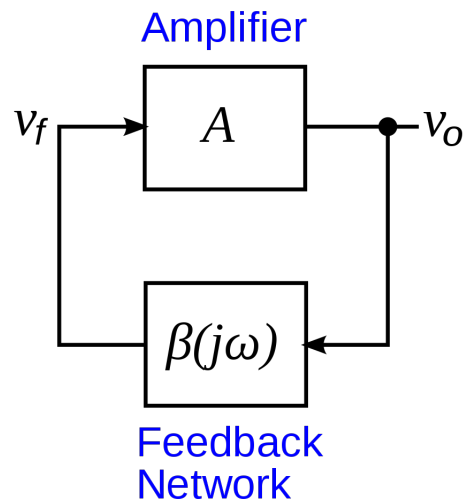 Amplifier
v_f
A
v_o
β(jω)
Feedback
Network